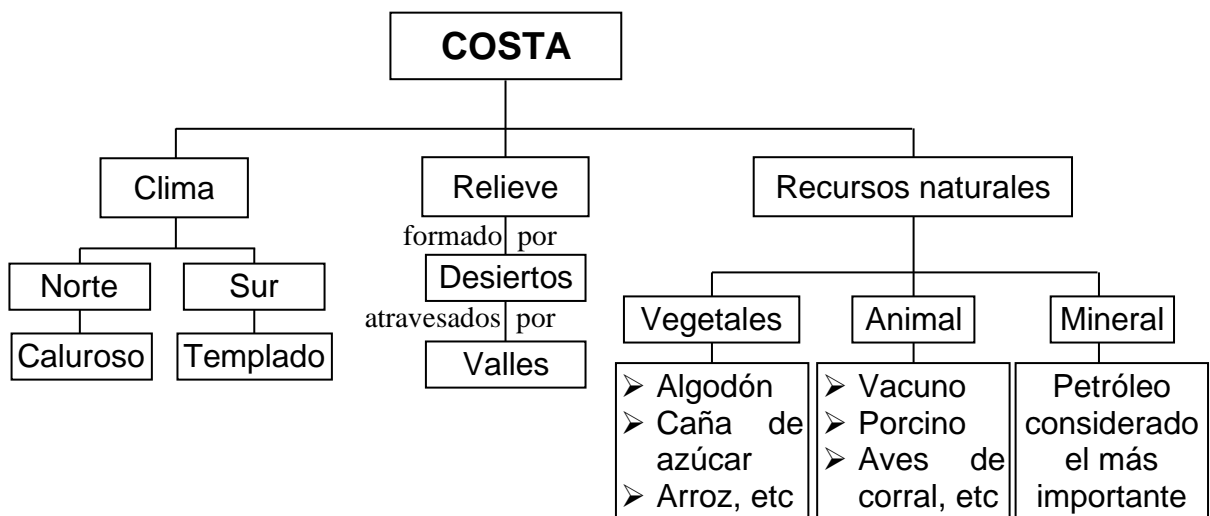 COSTA
Clima
Relieve
Recursos naturales
formado por
Norte
Sur
Desiertos
atravesados por
Vegetales
Animal
Mineral
Caluroso
Templado
Valles
➢ Algodón
➢ Caña de
azúcar
➢ Arroz, etc
➢ Vacuno
➢ Porcino
➢ Aves de
corral, etc
Petróleo
considerado
el más
importante